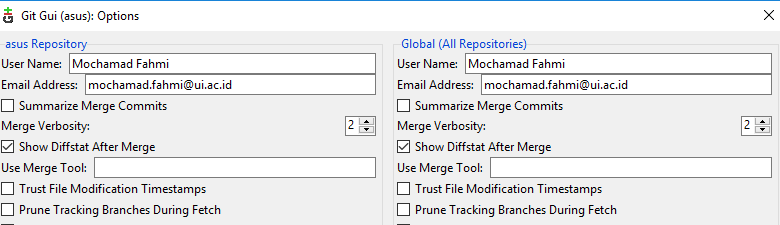 Git Gui (asus): Options
asus Repository
User Name: Mochamad Fahmi
Email Address: mochamad.fahmi@ui.ac.id
Summarize Merge Commits
Merge Verbosity: 2
Show Diffstat After Merge
Use Merge Tool:
Trust File Modification Timestamps
Prune Tracking Branches During Fetch
Global (All Repositories)
User Name: Mochamad Fahmi
Email Address: mochamad.fahmi@ui.ac.id
Summarize Merge Commits
Merge Verbosity: 2
Show Diffstat After Merge
Use Merge Tool:
Trust File Modification Timestamps
Prune Tracking Branches During Fetch